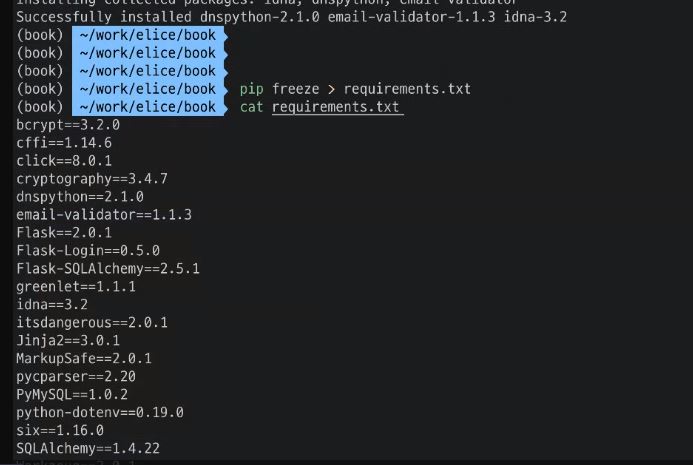 Installing collected packages: idna, dnspython, email-validator
Successfully installed dnspython-2.1.0 email-validator-1.1.3 idna-3.2
(book) ~/work/elice/book
(book) ~/work/elice/book
(book) ~/work/elice/book
(book) ~/work/elice/book pip freeze > requirements.txt
(book) ~/work/elice/book cat requirements.txt
bcrypt==3.2.0
cffi==1.14.6
click==8.0.1
cryptography==3.4.7
dnspython==2.1.0
email-validator==1.1.3
Flask==2.0.1
Flask-Login==0.5.0
Flask-SQLAlchemy==2.5.1
greenlet==1.1.1
idna==3.2
itsdangerous==2.0.1
Jinja2==3.0.1
MarkupSafe==2.0.1
pycparser==2.20
PyMySQL==1.0.2
python-dotenv==0.19.0
six==1.16.0
SQLAlchemy==1.4.22